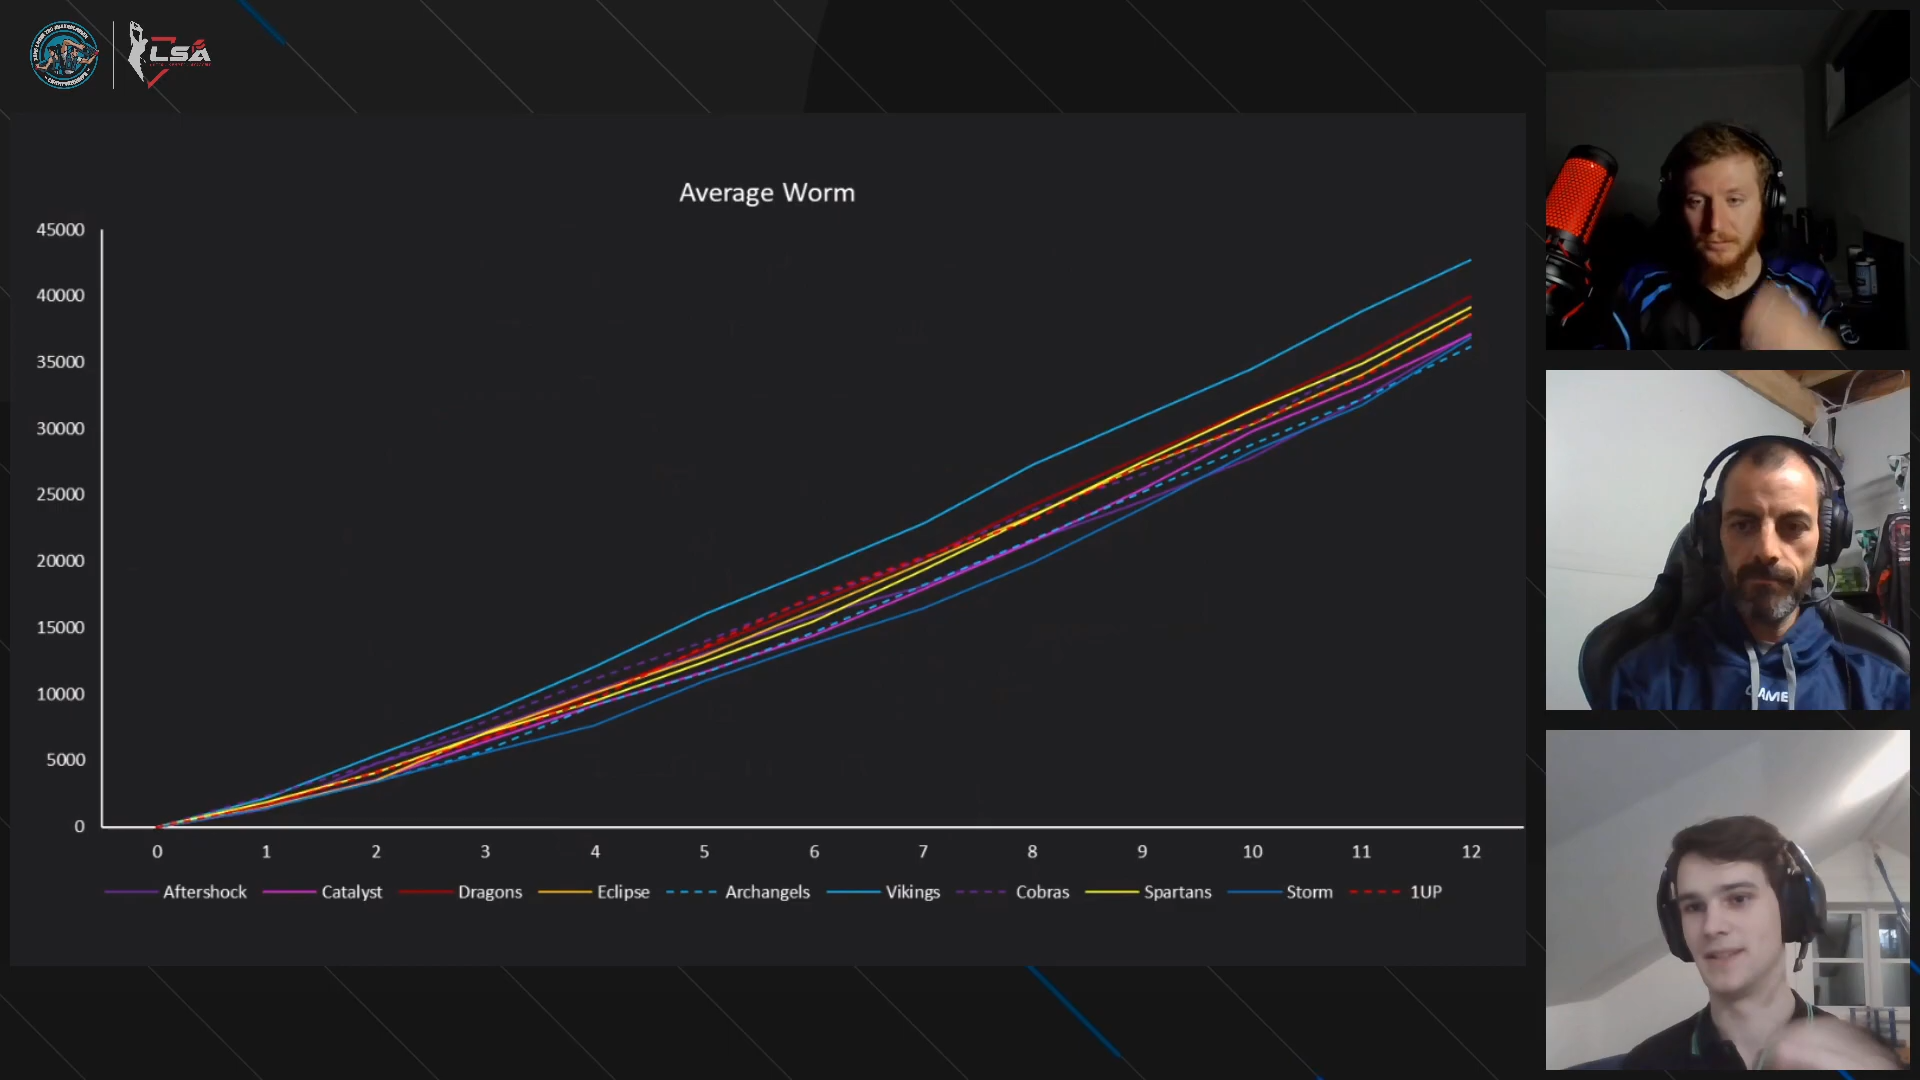 LSA
Average Worm
45000
40000
35000
30000
25000
20000
15000
10000
5000
0
0 1 2 3 4 5 6 7 8 9 10 11 12
Aftershock Catalyst Dragons Eclipse Archangels Vikings Cobras Spartans Storm 1UP